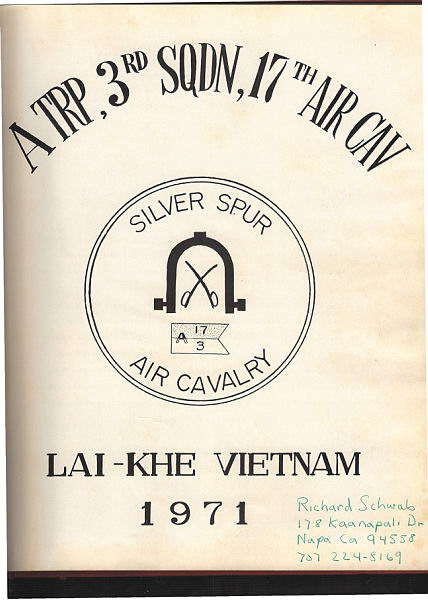 A TRP, 3RD SQDN, 17TH AIR CAV
SILVER SPUR
A 17
3
AIR CAVALRY
LAI-KHE VIETNAM
1971
Richard Schwab
178 Kaanapali Dr
Napa Ca 94558
707 224-8169